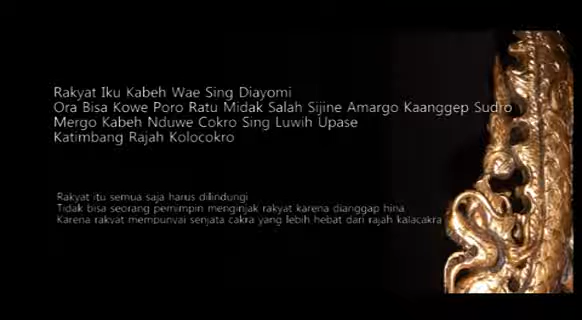 Rakyat Iku Kabeh Wae Sing Diayomi
Ora Bisa Kowe Poro Ratu Midak Salah Sijine Amargo Kaanggep Sudro
Mergo Kabeh Nduwe Cokro Sing Luwih Upase
Katimbang Rajah Kolocokro
Rakyat itu semua saja harus dilindungi
Tidak bisa seorang pemimpin menginjak rakyat karena dianggap hina
Karena rakyat mempunyai senjata cakra yang lebih hebat dari rajah kalacakra